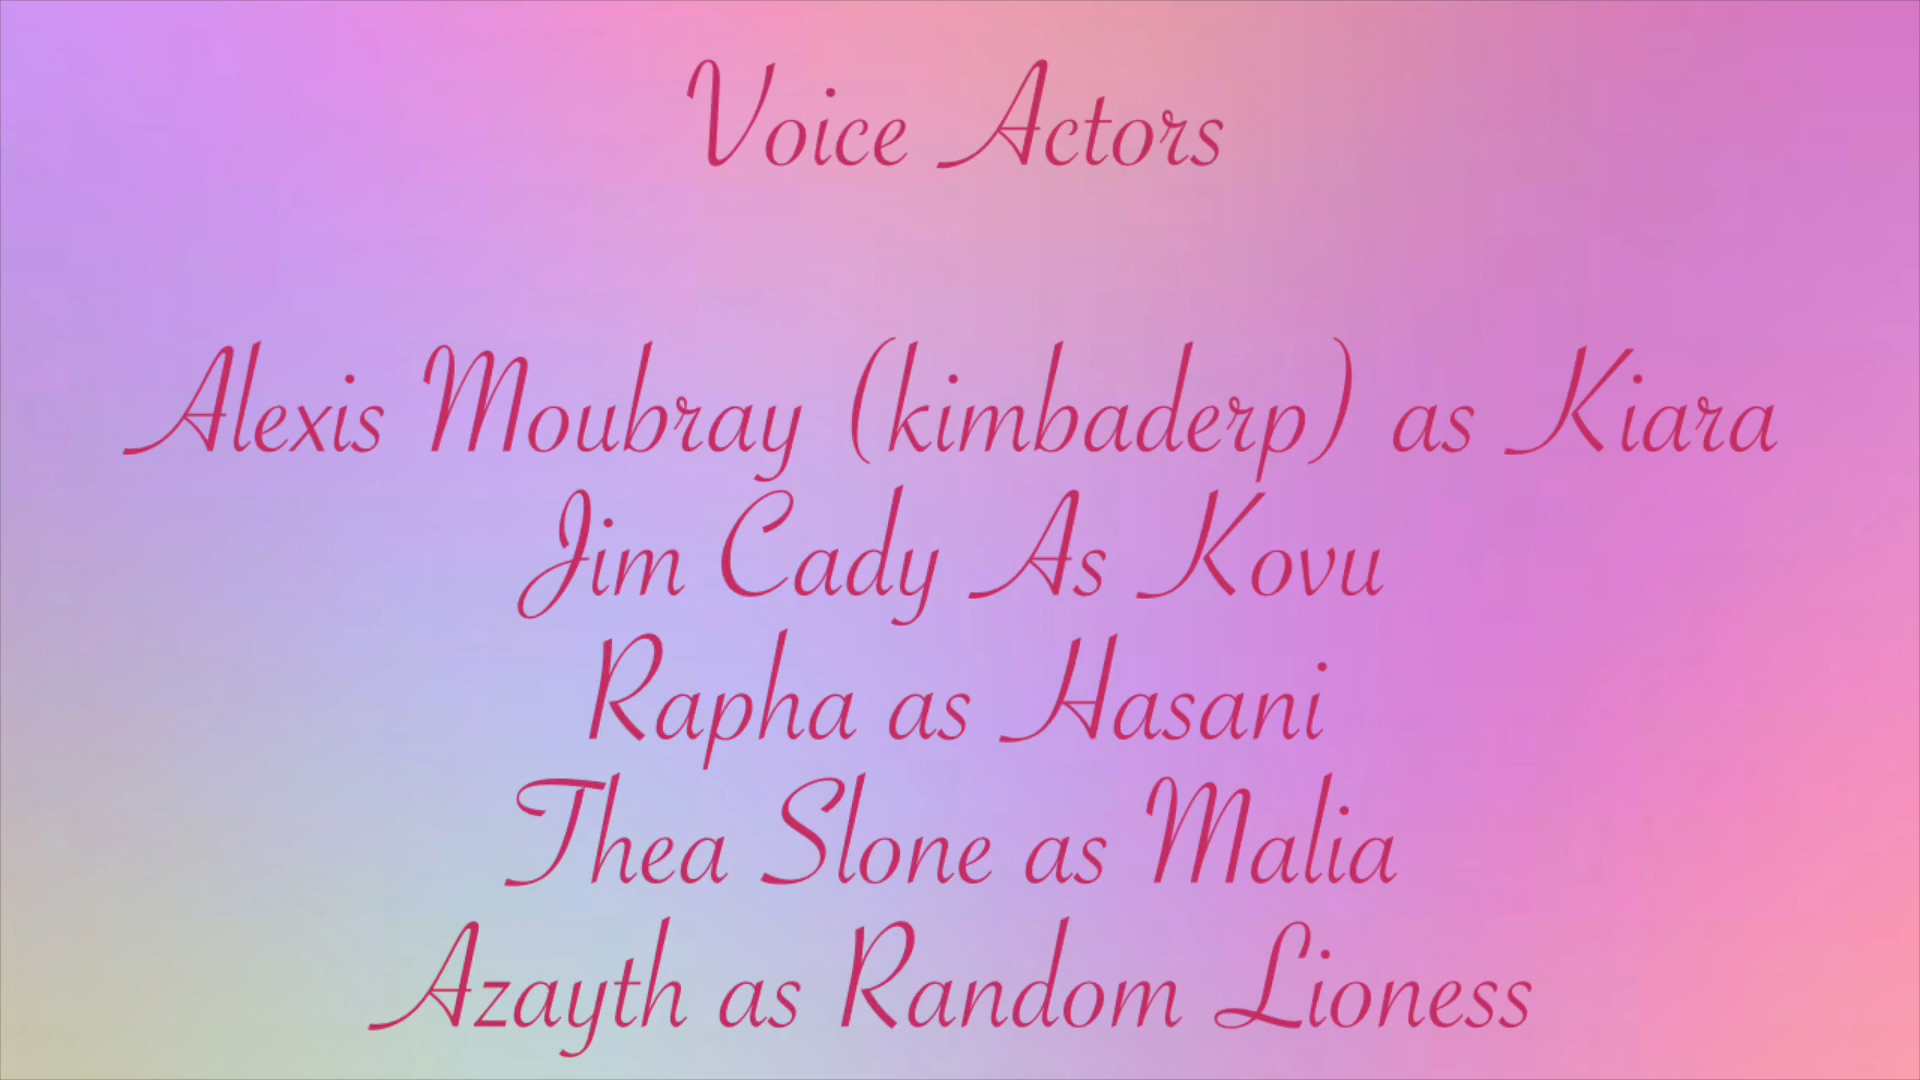 Voice Actors
Alexis Moubray (kimbaderp) as Kiara
Jim Cady As Kovu
Rapha as Hasani
Thea Slone as Malia
Azayth as Random Lioness